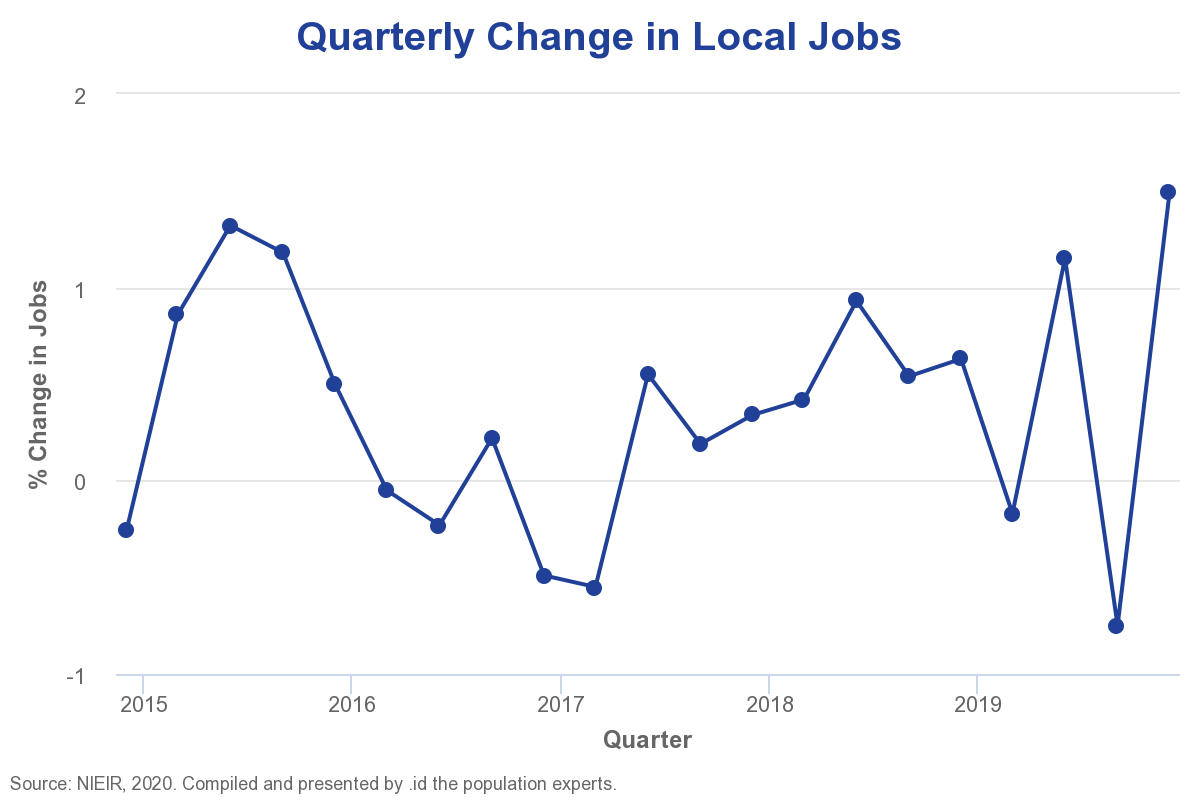 Quarterly Change in Local Jobs
2
1
0
-1
% Change in Jobs
2015 2016 2017 2018 2019
Quarter
Source: NIEIR, 2020. Compiled and presented by .id the population experts.